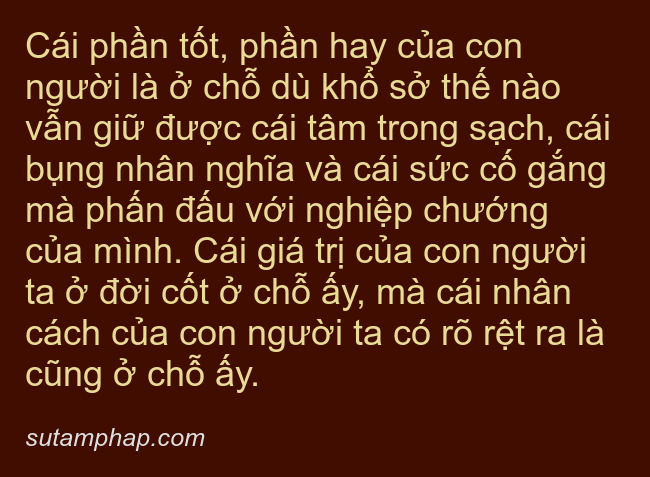 Cái phần tốt, phần hay của con
người là ở chỗ dù khổ sở thế nào
vẫn giữ được cái tâm trong sạch, cái
bụng nhân nghĩa và cái sức cố gắng
mà phấn đấu với nghiệp chướng
của mình. Cái giá trị của con người
ta ở đời cốt ở chỗ ấy, mà cái nhân
cách của con người ta có rõ rệt ra là
cũng ở chỗ ấy.
sutamphap.com